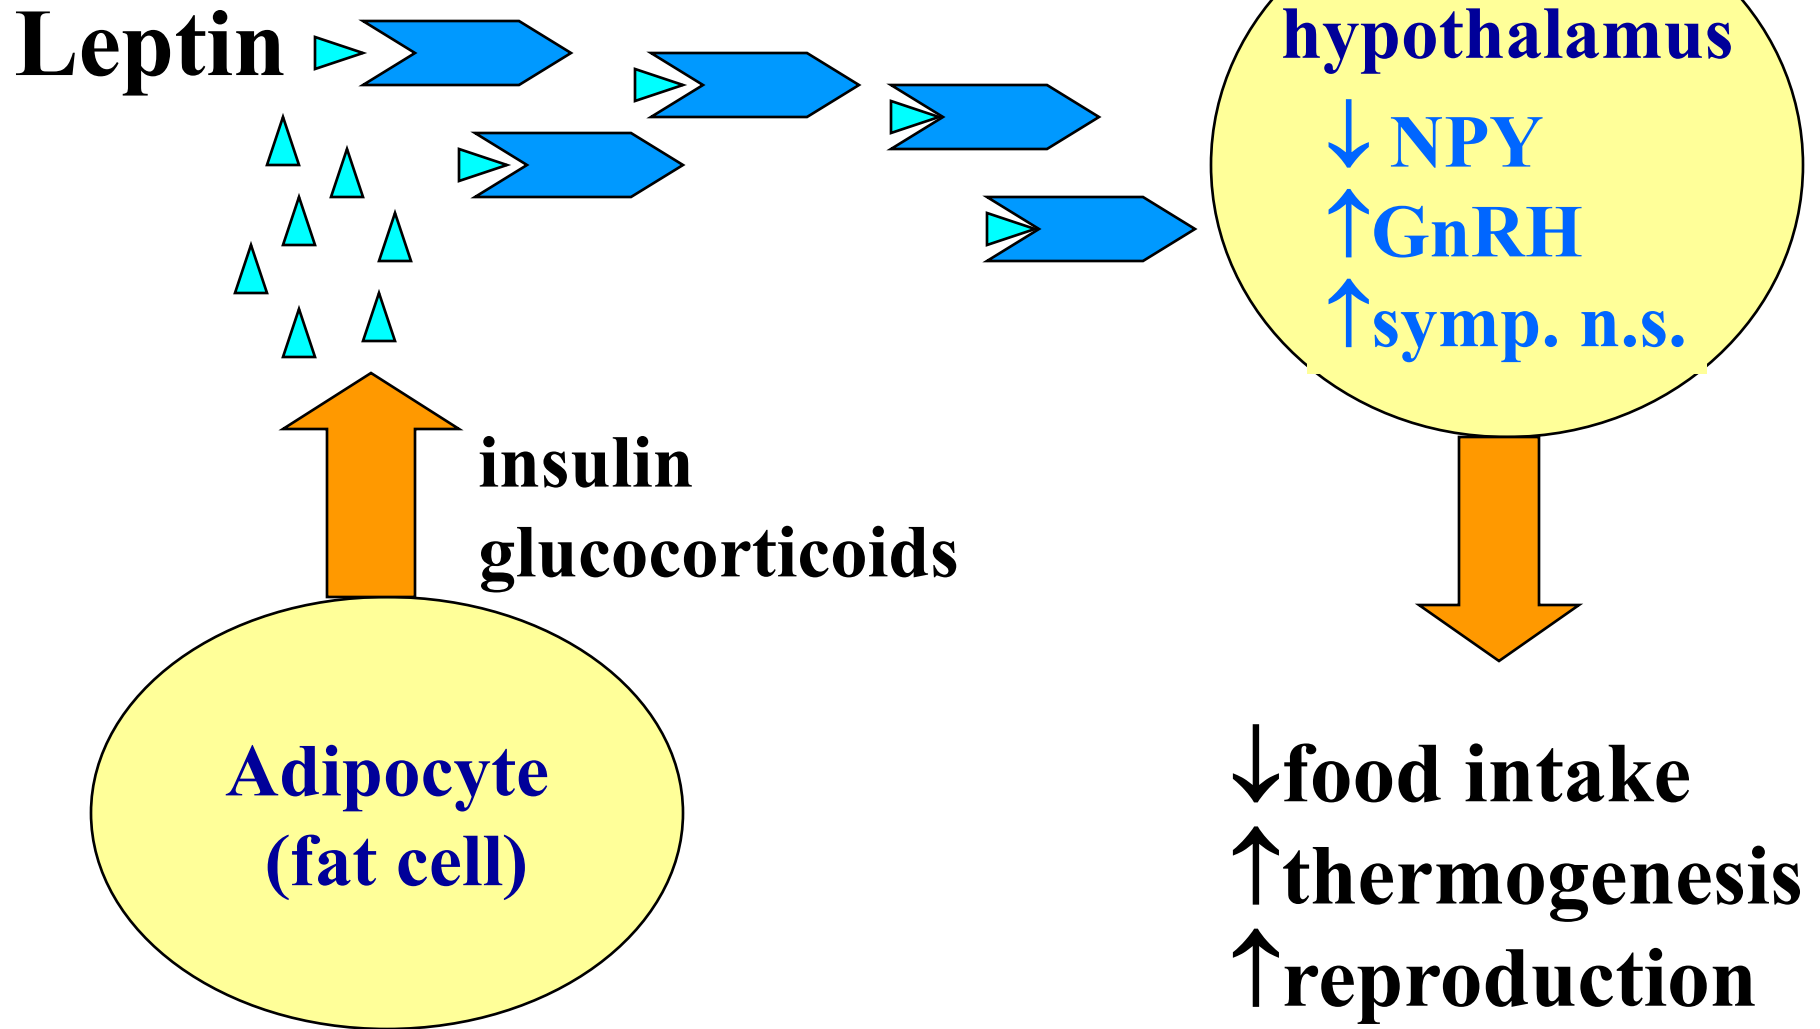 Leptin
hypothalamus
↓ NPY
↑GnRH
↑symp. n.s.
insulin
glucocorticoids
Adipocyte
(fat cell)
↓food intake
↑thermogenesis
↑reproduction